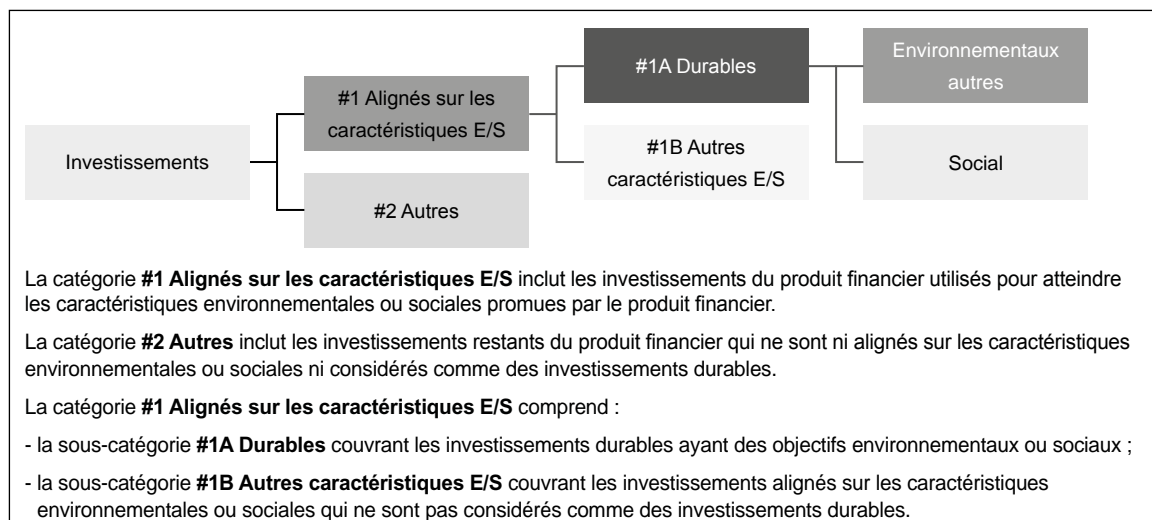 Investissements
#1 Alignés sur les
caractéristiques E/S
#2 Autres
#1A Durables
#1B Autres
caractéristiques E/S
Environnementaux
autres
Social
La catégorie #1 Alignés sur les caractéristiques E/S inclut les investissements du produit financier utilisés pour atteindre
les caractéristiques environnementales ou sociales promues par le produit financier.
La catégorie #2 Autres inclut les investissements restants du produit financier qui ne sont ni alignés sur les caractéristiques
environnementales ou sociales ni considérés comme des investissements durables.
La catégorie #1 Alignés sur les caractéristiques E/S comprend :
- la sous-catégorie #1A Durables couvrant les investissements durables ayant des objectifs environnementaux ou sociaux ;
- la sous-catégorie #1B Autres caractéristiques E/S couvrant les investissements alignés sur les caractéristiques
environnementales ou sociales qui ne sont pas considérés comme des investissements durables.